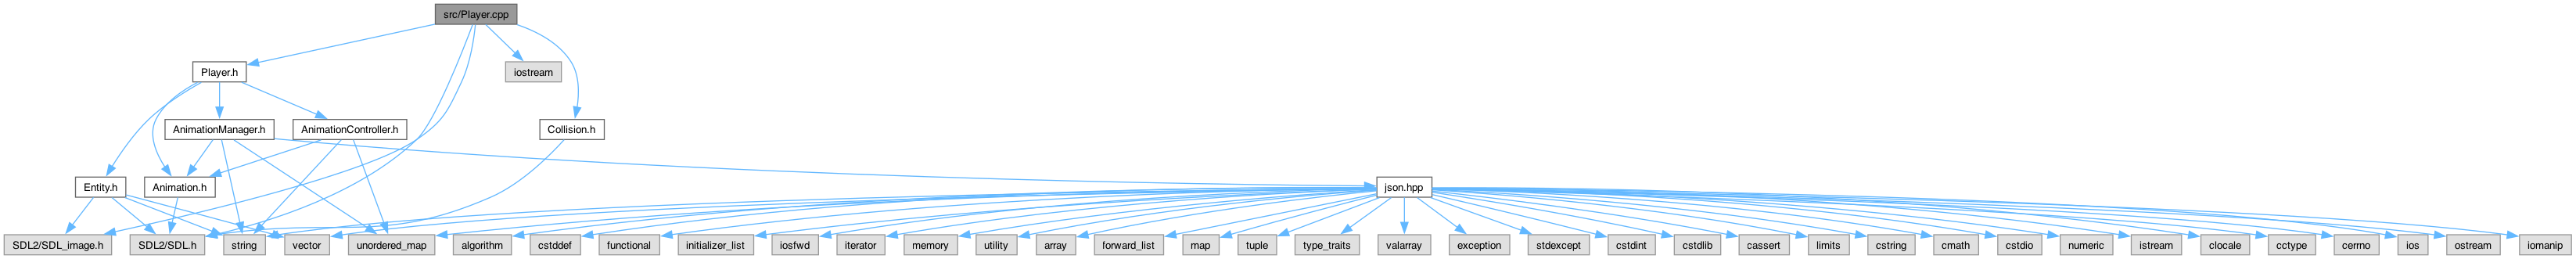 src/Player.cpp
Player.h
iostream
AnimationManager.h
AnimationController.h
Collision.h
Entity.h
Animation.h
json.hpp
SDL2/SDL_image.h
SDL2/SDL.h
string
vector
unordered_map
algorithm
cstddef
functional
initializer_list
iosfwd
iterator
memory
utility
array
forward_list
map
tuple
type_traits
valarray
exception
stdexcept
cstdint
cstdlib
cassert
limits
cstring
cmath
cstdio
numeric
istream
clocale
cctype
cerrno
ios
ostream
iomanip